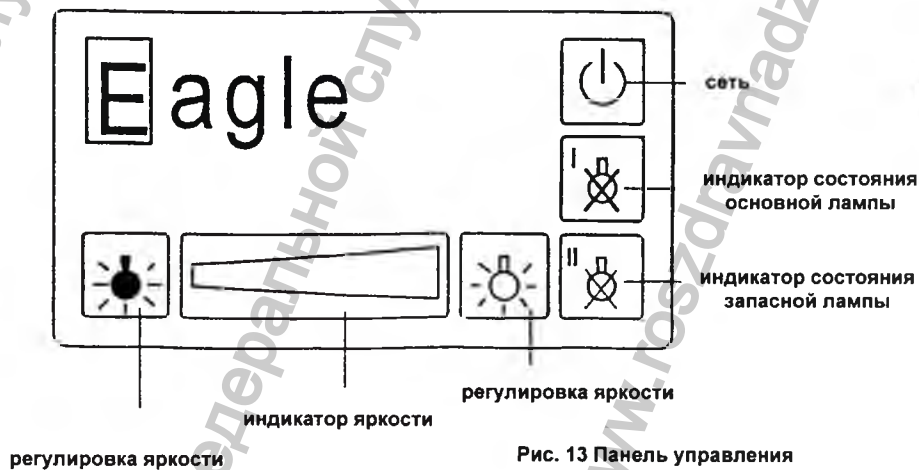 Eagle
сеть
I
индикатор состояния
основной лампы
II
индикатор состояния
запасной лампы
регулировка яркости
индикатор яркости
регулировка яркости
Рис. 13 Панель управления